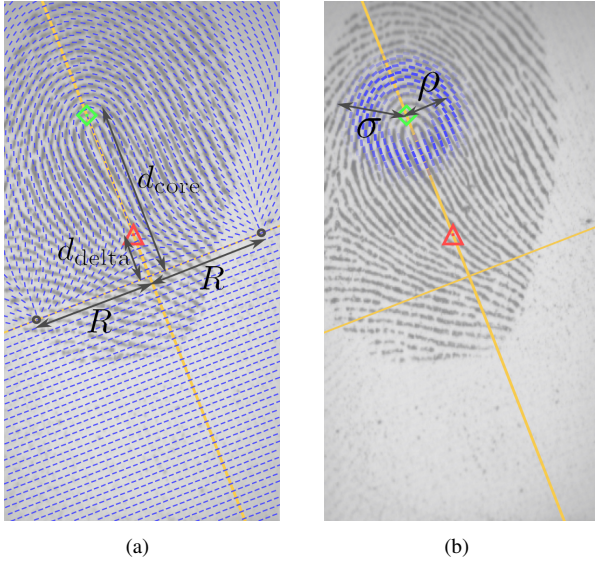 ρ
σ
d_core
d_delta
R
R
(a)
(b)